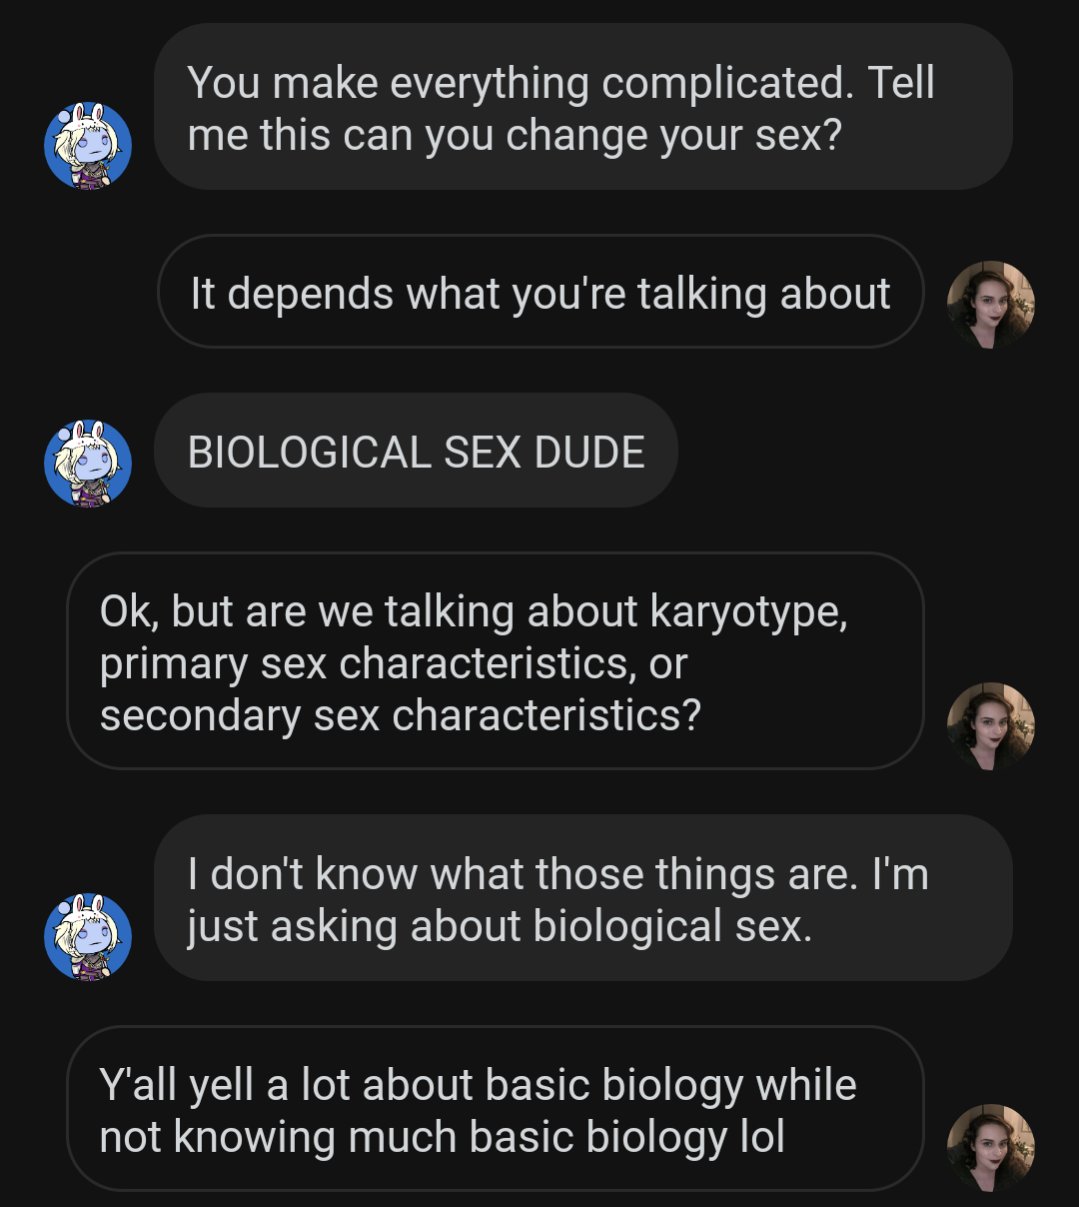 You make everything complicated. Tell
me this can you change your sex?
It depends what you're talking about
BIOLOGICAL SEX DUDE
Ok, but are we talking about karyotype,
primary sex characteristics, or
secondary sex characteristics?
I don't know what those things are. I'm
just asking about biological sex.
Y'all yell a lot about basic biology while
not knowing much basic biology lol